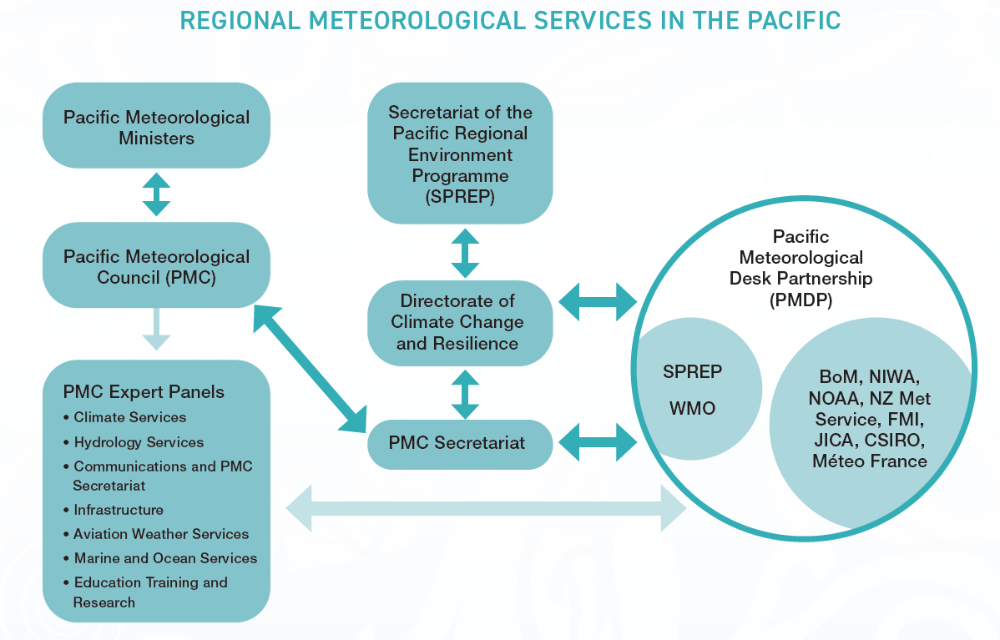 REGIONAL METEOROLOGICAL SERVICES IN THE PACIFIC
Pacific Meteorological
Ministers
Pacific Meteorological
Council (PMC)
PMC Expert Panels
• Climate Services
• Hydrology Services
• Communications and PMC
Secretariat
• Infrastructure
• Aviation Weather Services
• Marine and Ocean Services
• Education Training and
Research
Secretariat of the
Pacific Regional
Environment
Programme
(SPREP)
Directorate of
Climate Change
and Resilience
PMC Secretariat
Pacific
Meteorological
Desk Partnership
(PMDP)
SPREP
WMO
BoM, NIWA,
NOAA, NZ Met
Service, FMI,
JICA, CSIRO,
Méteo France